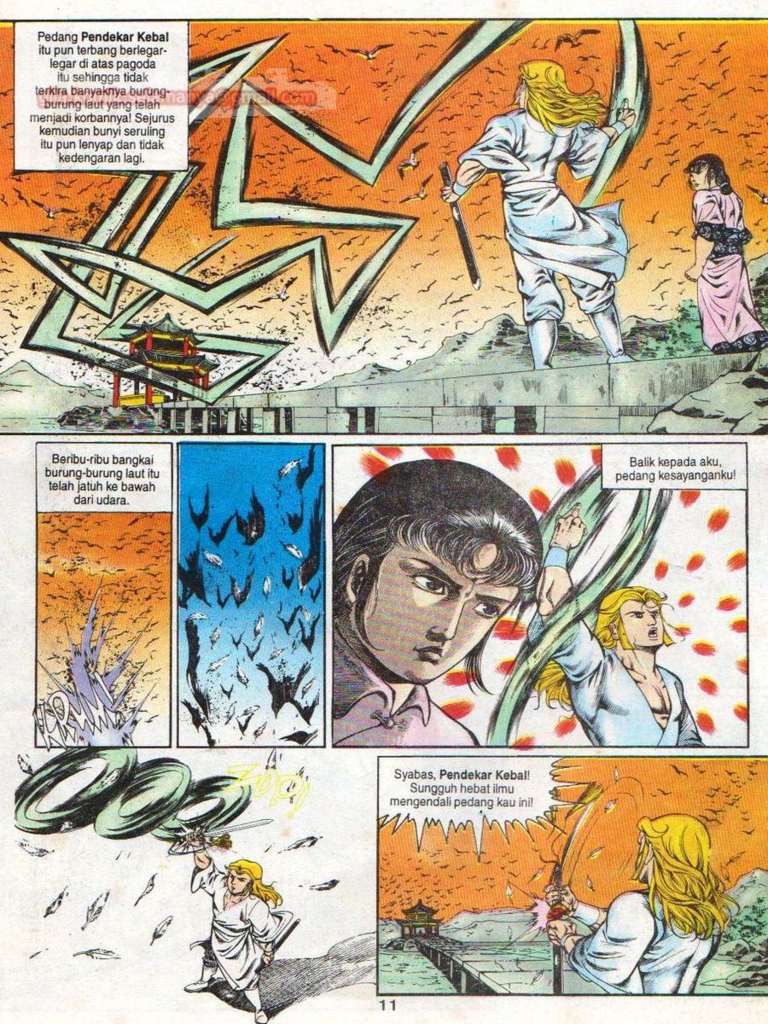 Pedang Pendekar Kebal
itu pun terbang berlegar-
legar di atas pagoda
itu sehingga tidak
terkira banyaknya burung-
burung laut yang telah
menjadi korbannya! Sejurus
kemudian bunyi seruling
itu pun lenyap dan tidak
kedengaran lagi.
Beribu-ribu bangkai
burung-burung laut itu
telah jatuh ke bawah
dari udara.
Balik kepada aku,
pedang kesayanganku!
Syabas, Pendekar Kebal!
Sungguh hebat ilmu
mengendali pedang kau ini!
11